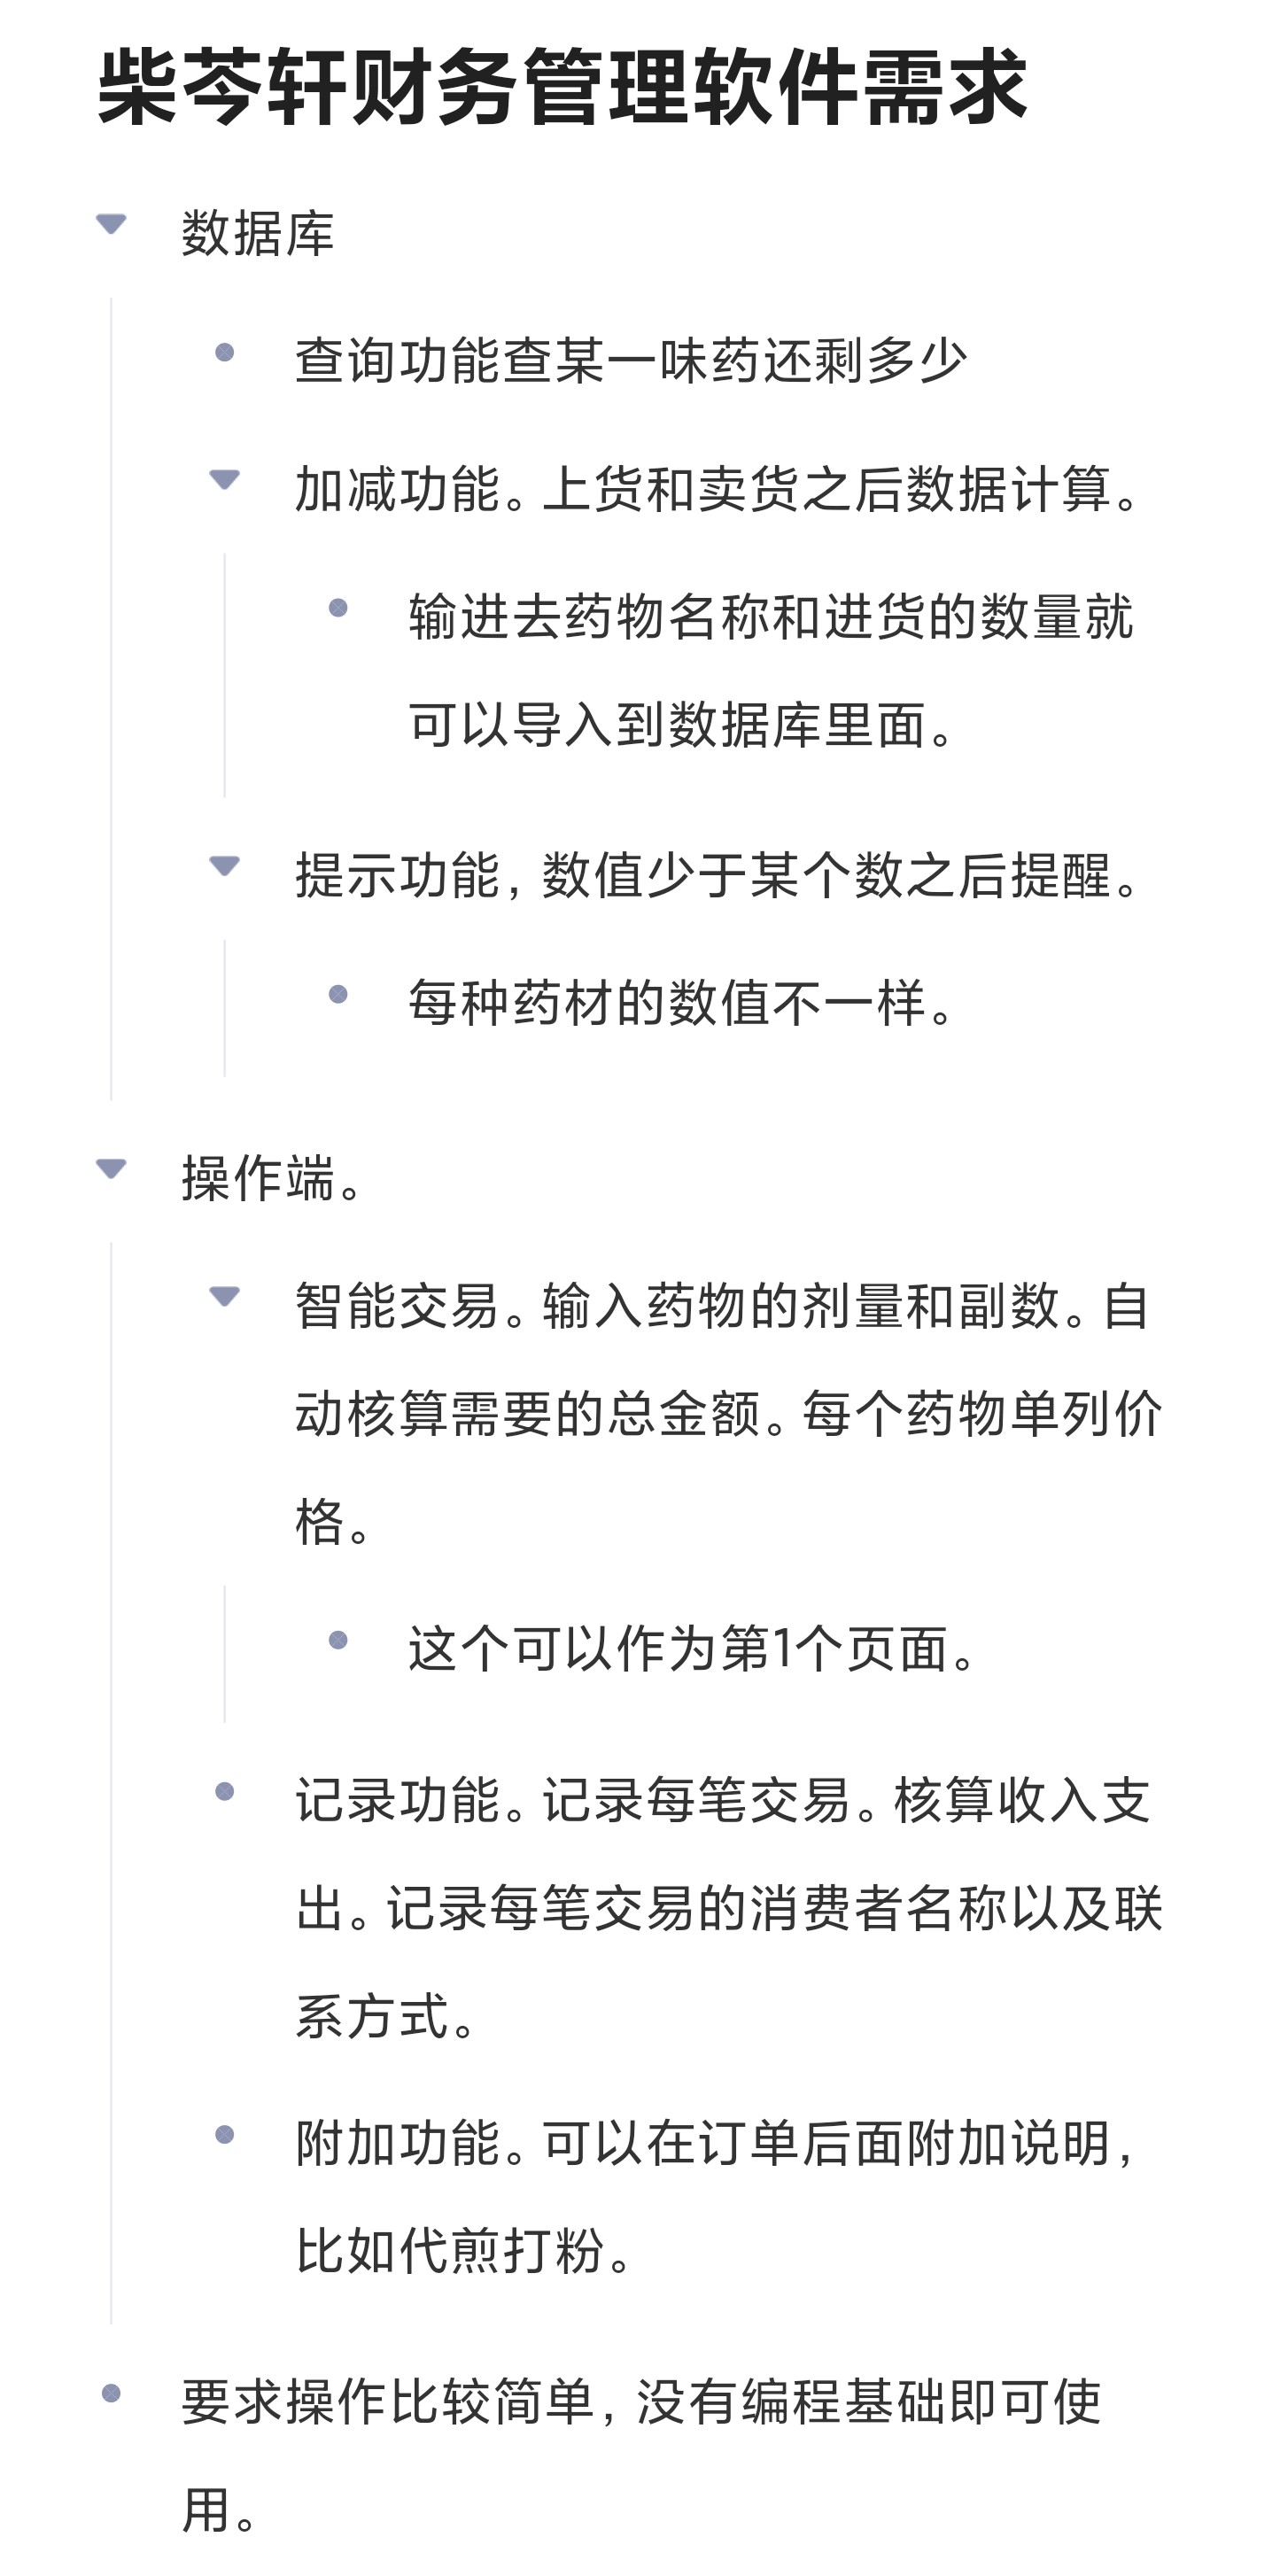 柴芩轩财务管理软件需求
数据库
查询功能查某一味药还剩多少
加减功能。上货和卖货之后数据计算。
输进去药物名称和进货的数量就
可以导入到数据库里面。
提示功能，数值少于某个数之后提醒。
每种药材的数值不一样。
操作端。
智能交易。输入药物的剂量和副数。自
动核算需要的总金额。每个药物单列价
格。
这个可以作为第1个页面。
记录功能。记录每笔交易。核算收入支
出。记录每笔交易的消费者名称以及联
系方式。
附加功能。可以在订单后面附加说明，
比如代煎打粉。
要求操作比较简单，没有编程基础即可使
用。